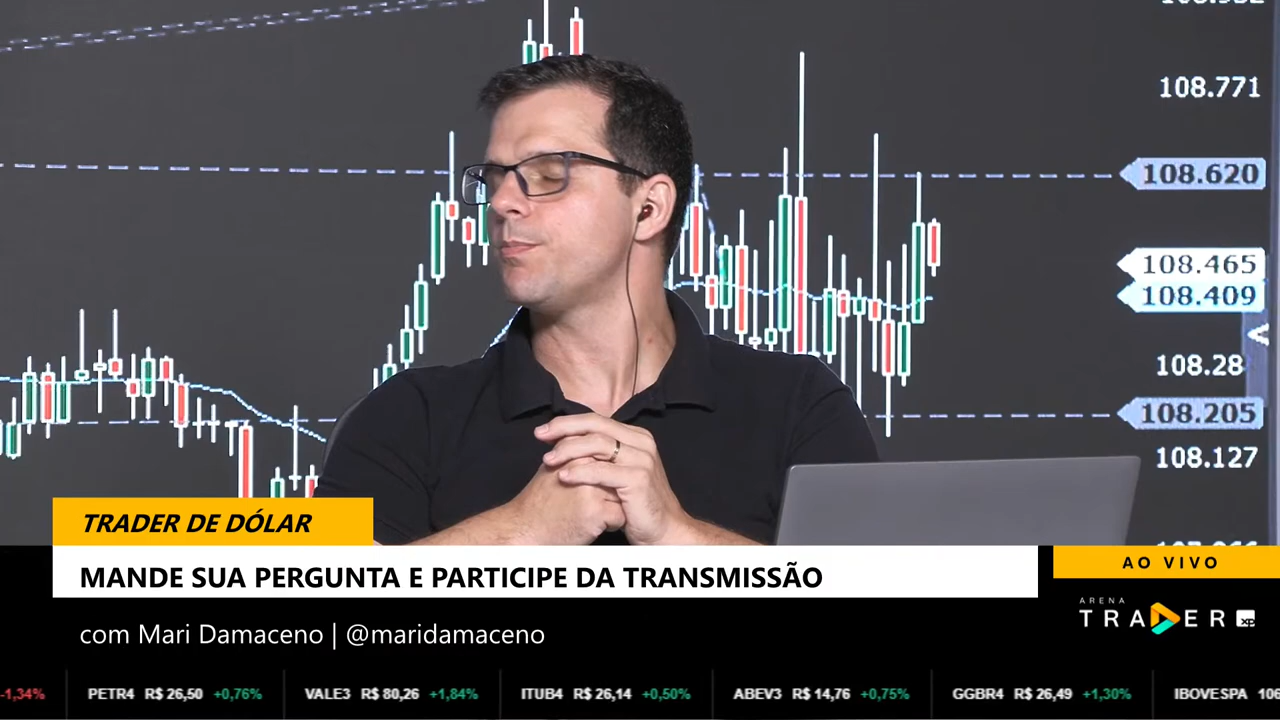 108.771
108.620
108.465
108.409
108.28
108.205
108.127
TRADER DE DÓLAR
MANDE SUA PERGUNTA E PARTICIPE DA TRANSMISSÃO
com Mari Damaceno | @maridamaceno
AO VIVO
ARENA
TRADER XP
-1,34% PETR4 R$ 26,50 +0,76% VALE3 R$ 80,26 +1,84% ITUB4 R$ 26,14 +0,50% ABEV3 R$ 14,76 +0,75% GGBR4 R$ 26,49 +1,30% IBOVESPA 106